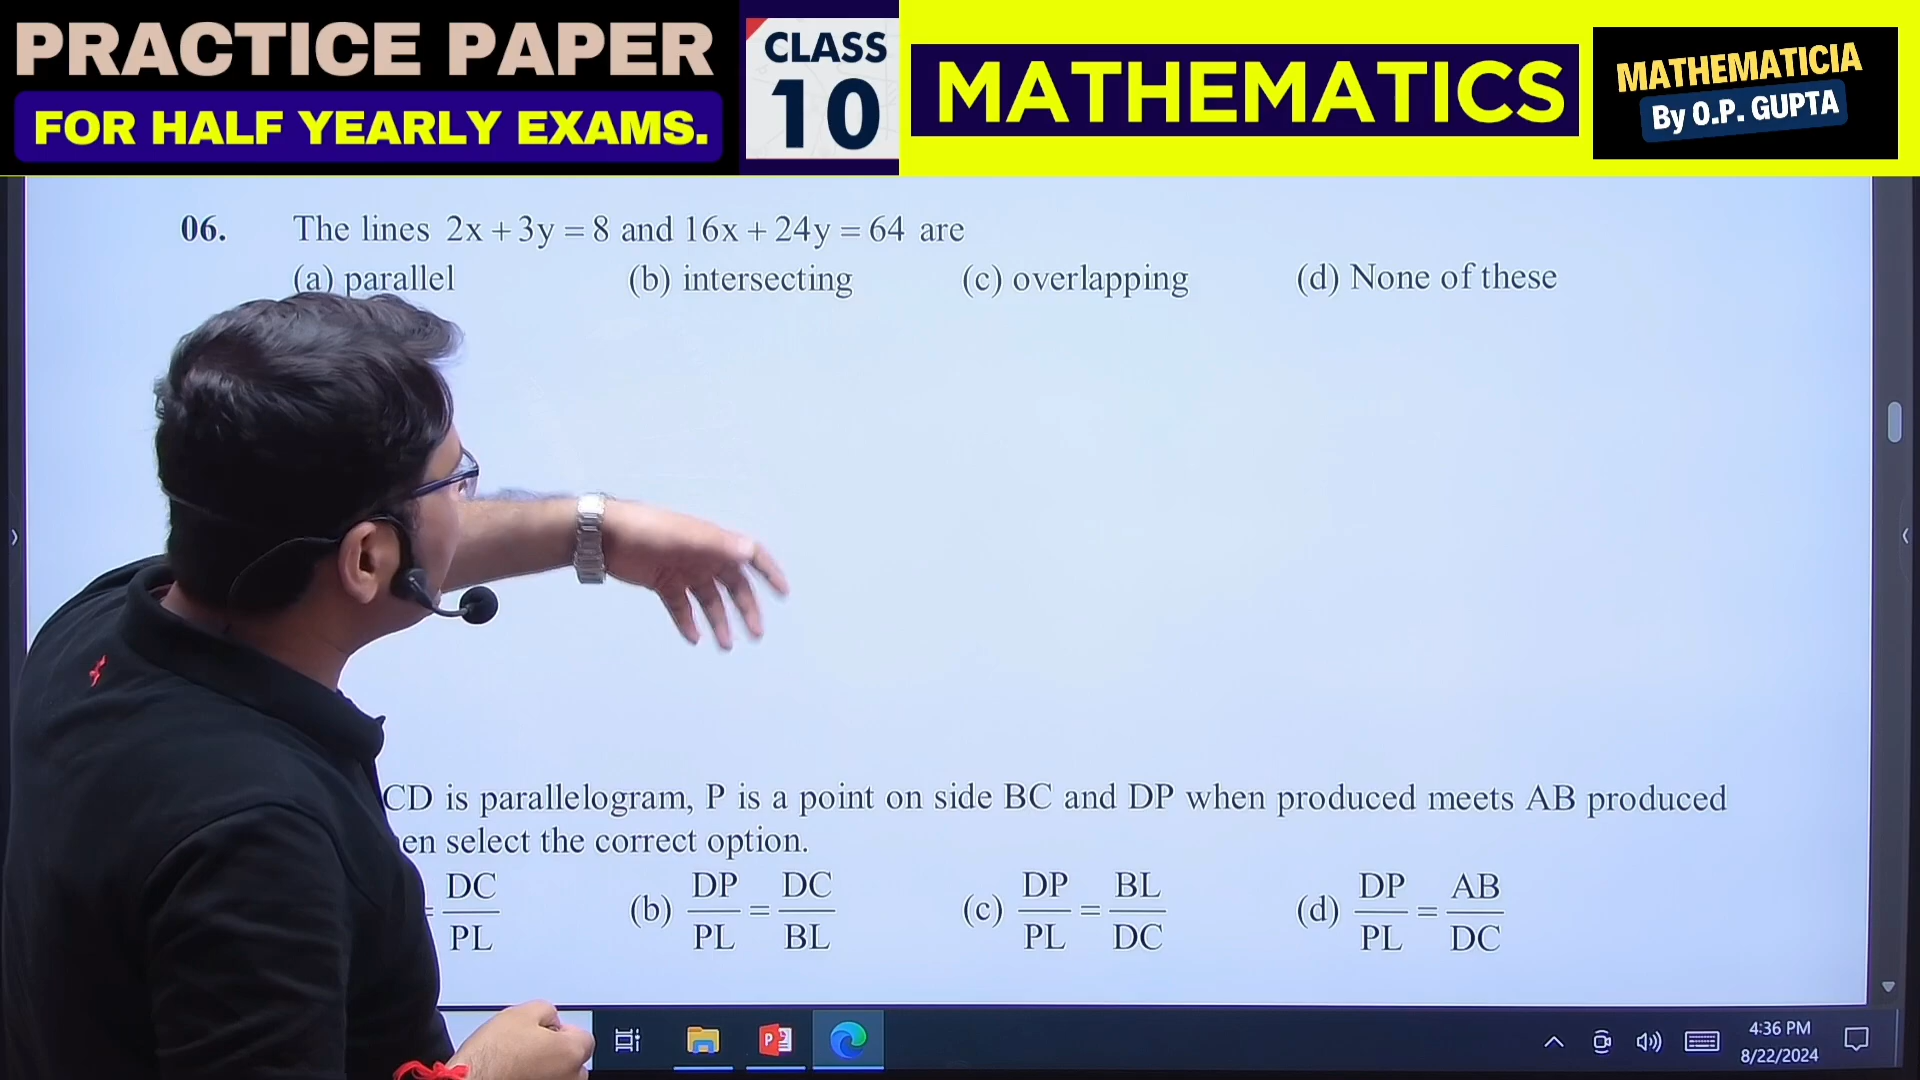 PRACTICE PAPER
FOR HALF YEARLY EXAMS.
CLASS
10
MATHEMATICS
MATHEMATICIA
By O.P. GUPTA
06. The lines 2x + 3y = 8 and 16x + 24y = 64 are
(a) parallel (b) intersecting (c) overlapping (d) None of these
CD is parallelogram, P is a point on side BC and DP when produced meets AB produced
en select the correct option.
= DC/PL (b) DP/PL = DC/BL (c) DP/PL = BL/DC (d) DP/PL = AB/DC
4:36 PM
8/22/2024